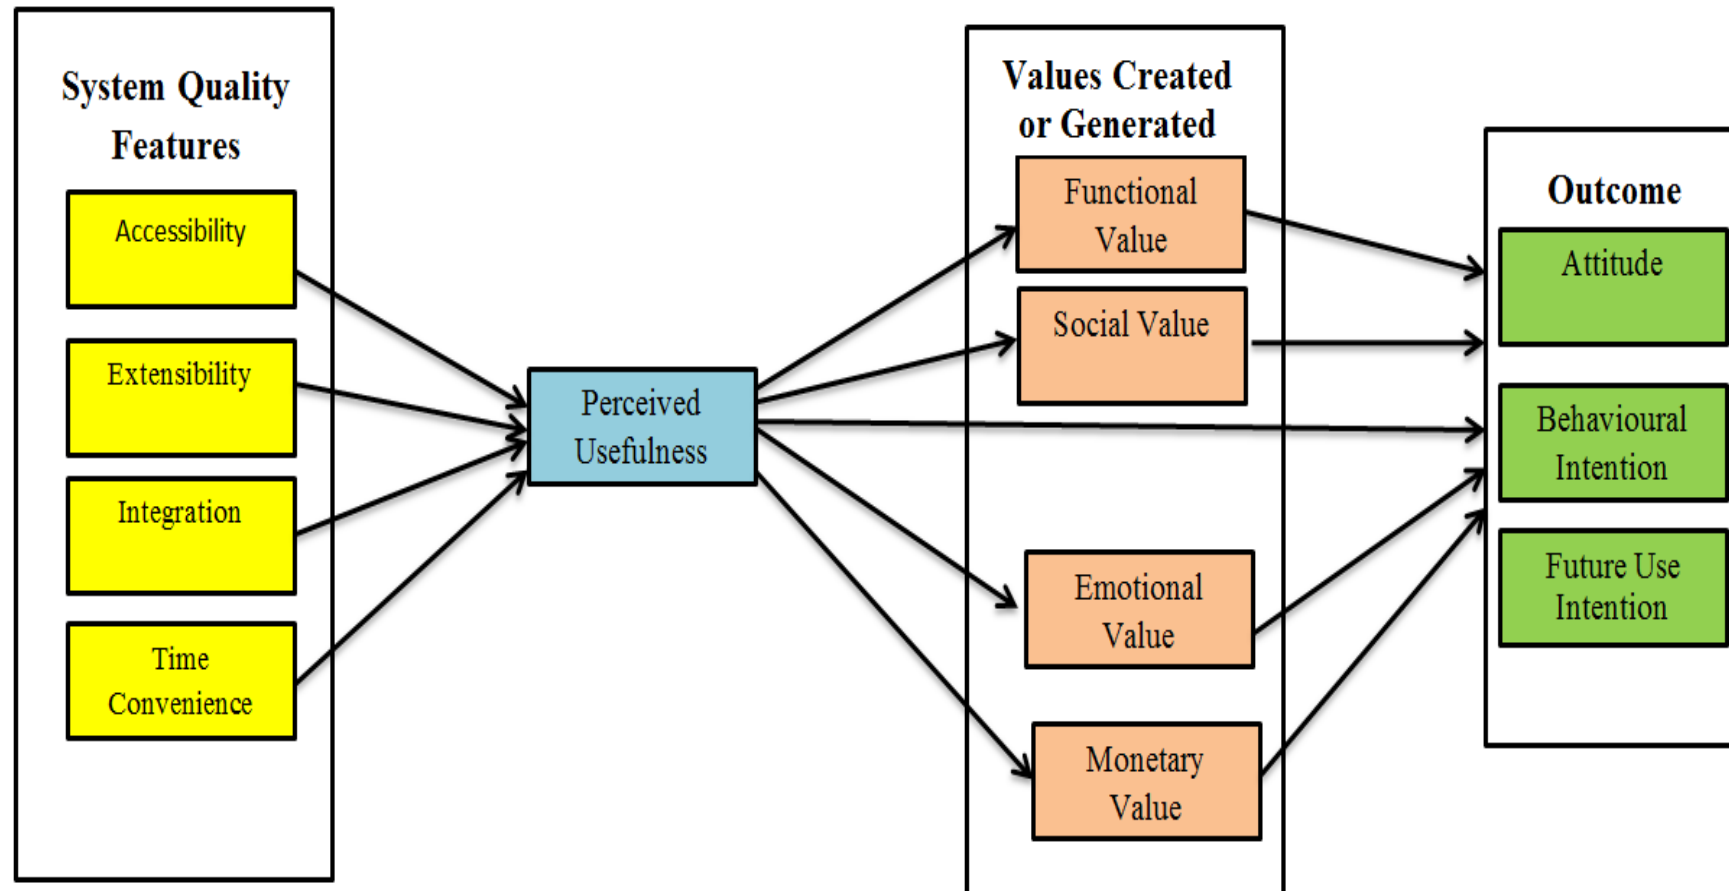 System Quality
Features
Accessibility
Extensibility
Integration
Time
Convenience
Perceived
Usefulness
Values Created
or Generated
Functional
Value
Social Value
Emotional
Value
Monetary
Value
Outcome
Attitude
Behavioural
Intention
Future Use
Intention